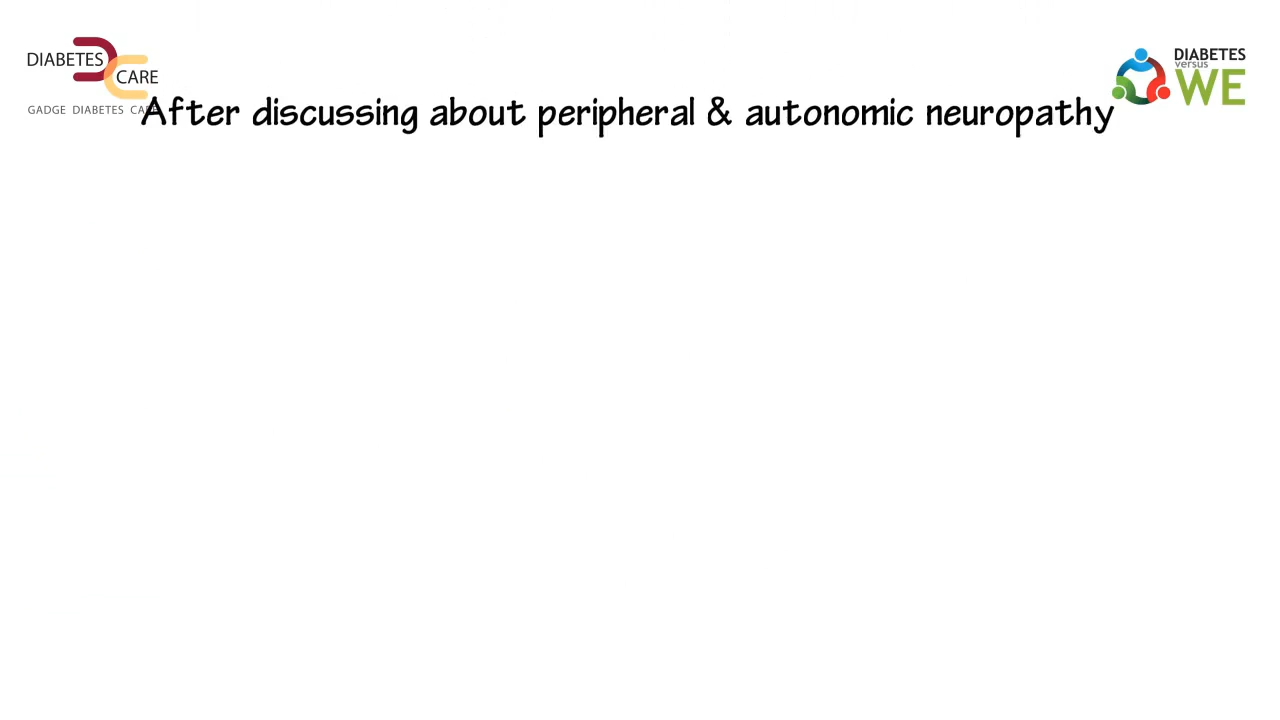 DIABETES
CARE
GADGE DIABETES CARE
DIABETES
versus
WE
After discussing about peripheral & autonomic neuropathy